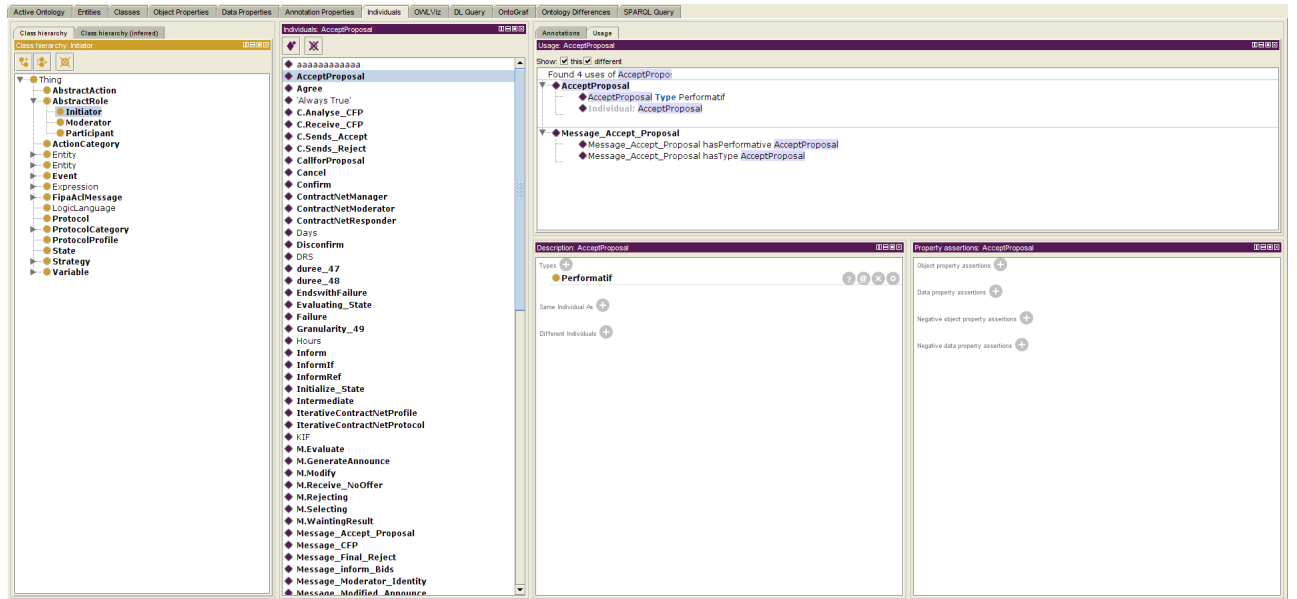 Active Ontology Entities Classes Object Properties Data Properties Annotation Properties Individuals OWLViz DL Query OntoGraf Ontology Differences SPARQL Query
Class hierarchy Class hierarchy (inferred)
Class hierarchy: Initiator
Thing
AbstractAction
AbstractRole
Initiator
Moderator
Participant
ActionCategory
Entity
Entity
Event
Expression
FipaAclMessage
LogicLanguage
Protocol
ProtocolCategory
ProtocolProfile
State
Strategy
Variable
Individuals: AcceptProposal
aaaaaaaaaaaa
AcceptProposal
Agree
'Always True'
C.Analyse_CFP
C.Receive_CFP
C.Sends_Accept
C.Sends_Reject
CallforProposal
Cancel
Confirm
ContractNetManager
ContractNetModerator
ContractNetResponder
Days
Disconfirm
DRS
duree_47
duree_48
EndswithFailure
Evaluating_State
Failure
Granularity_49
Hours
Inform
InformIf
InformRef
Initialize_State
Intermediate
IterativeContractNetProfile
IterativeContractNetProtocol
KIF
M.Evaluate
M.GenerateAnnounce
M.Modify
M.Receive_NoOffer
M.Rejecting
M.Selecting
M.WaintingResult
Message_Accept_Proposal
Message_CFP
Message_Final_Reject
Message_inform_Bids
Message_Moderator_Identity
Message_Modified_Announce
Annotations Usage
Usage: AcceptProposal
Show: this different
Found 4 uses of AcceptPropo
AcceptProposal
AcceptProposal Type Performatif
Individual: AcceptProposal
Message_Accept_Proposal
Message_Accept_Proposal hasPerformative AcceptProposal
Message_Accept_Proposal hasType AcceptProposal
Description: AcceptProposal
Types
Performatif
Same Individual As
Different Individuals
Property assertions: AcceptProposal
Object property assertions
Data property assertions
Negative object property assertions
Negative data property assertions